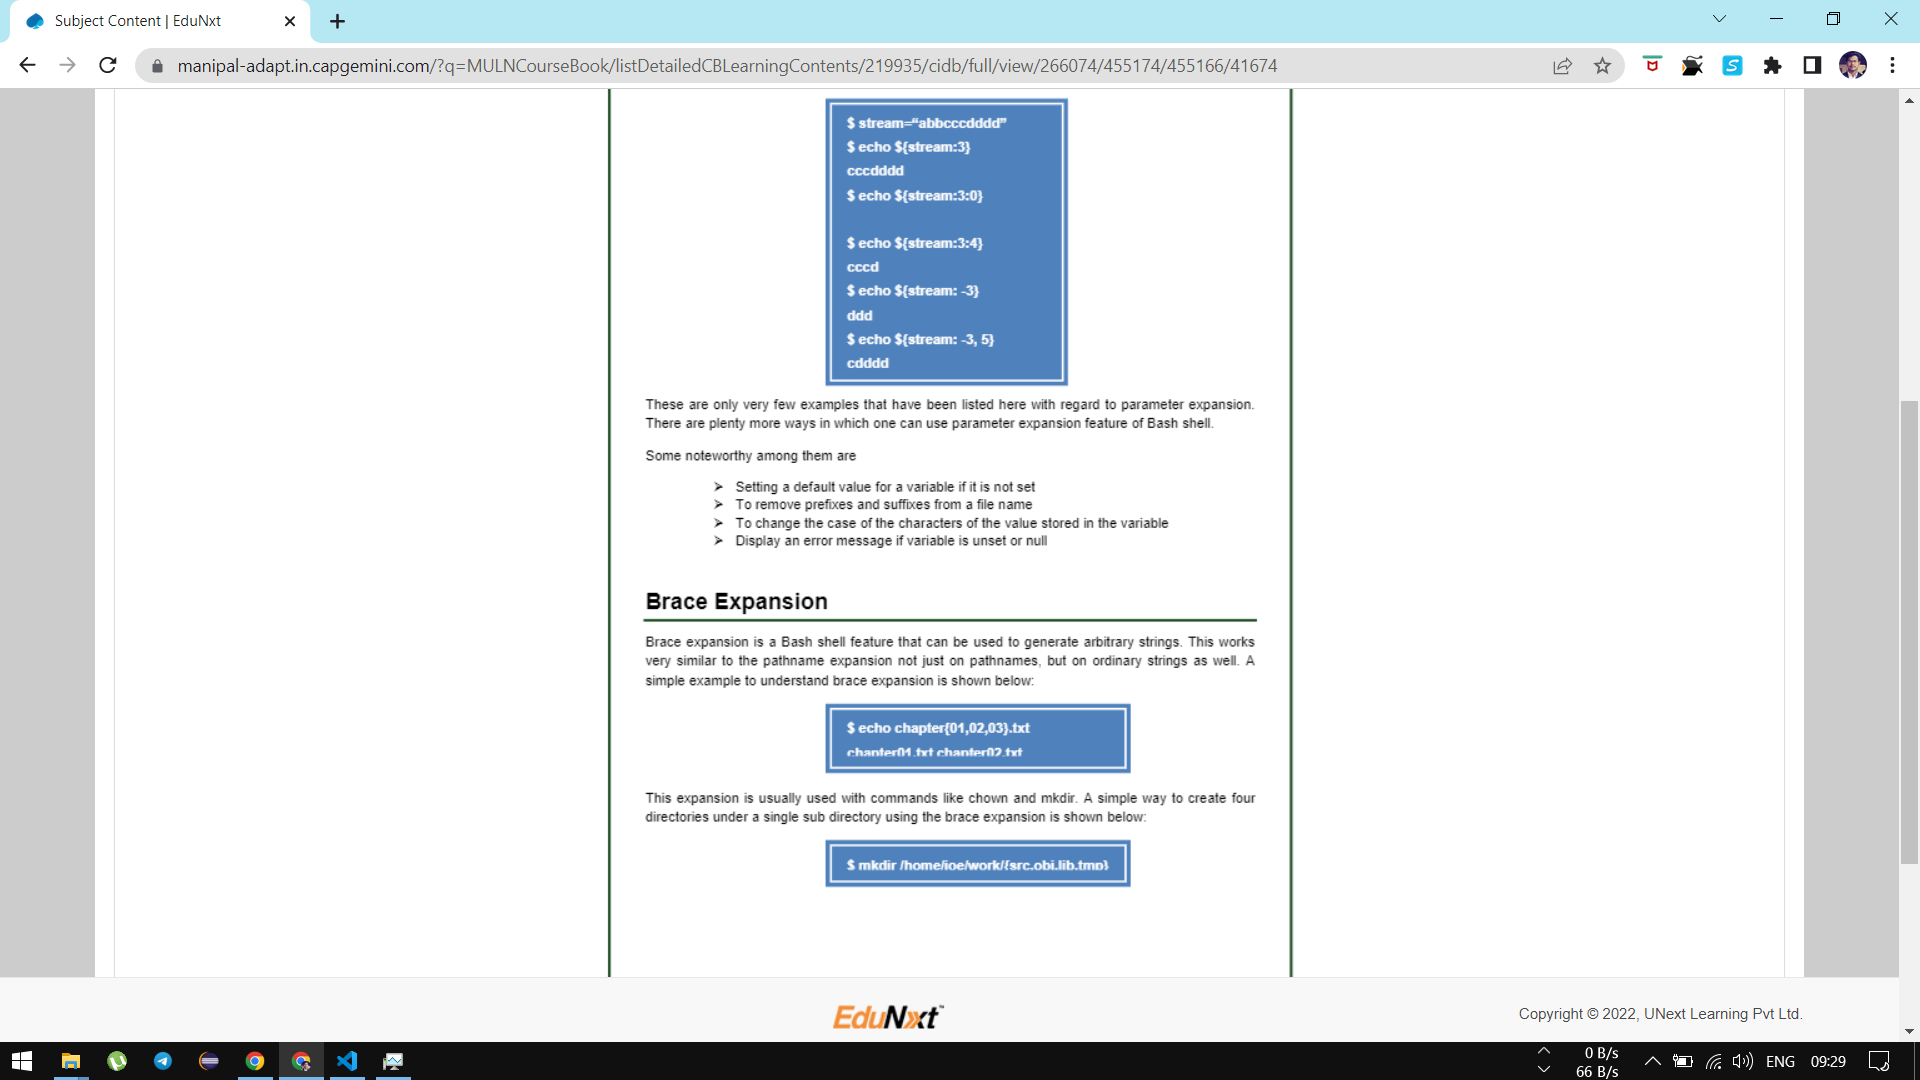 Subject Content | EduNxt
manipal-adapt.in.capgemini.com/?q=MULNCourseBook/listDetailedCBLearningContents/219935/cidb/full/view/266074/455174/455166/41674
$ stream=“abbcccdddd”
$ echo ${stream:3}
cccdddd
$ echo ${stream:3:0}
$ echo ${stream:3:4}
cccd
$ echo ${stream: -3}
ddd
$ echo ${stream: -3, 5}
cdddd
These are only very few examples that have been listed here with regard to parameter expansion.
There are plenty more ways in which one can use parameter expansion feature of Bash shell.
Some noteworthy among them are
➢ Setting a default value for a variable if it is not set
➢ To remove prefixes and suffixes from a file name
➢ To change the case of the characters of the value stored in the variable
➢ Display an error message if variable is unset or null
Brace Expansion
Brace expansion is a Bash shell feature that can be used to generate arbitrary strings. This works
very similar to the pathname expansion not just on pathnames, but on ordinary strings as well. A
simple example to understand brace expansion is shown below:
$ echo chapter{01,02,03}.txt
chapter01.txt chapter02.txt
This expansion is usually used with commands like chown and mkdir. A simple way to create four
directories under a single sub directory using the brace expansion is shown below:
$ mkdir /home/joe/work/{src,obj,lib,tmp}
EduNxt™
Copyright © 2022, UNext Learning Pvt Ltd.
0 B/s
66 B/s
ENG
09:29